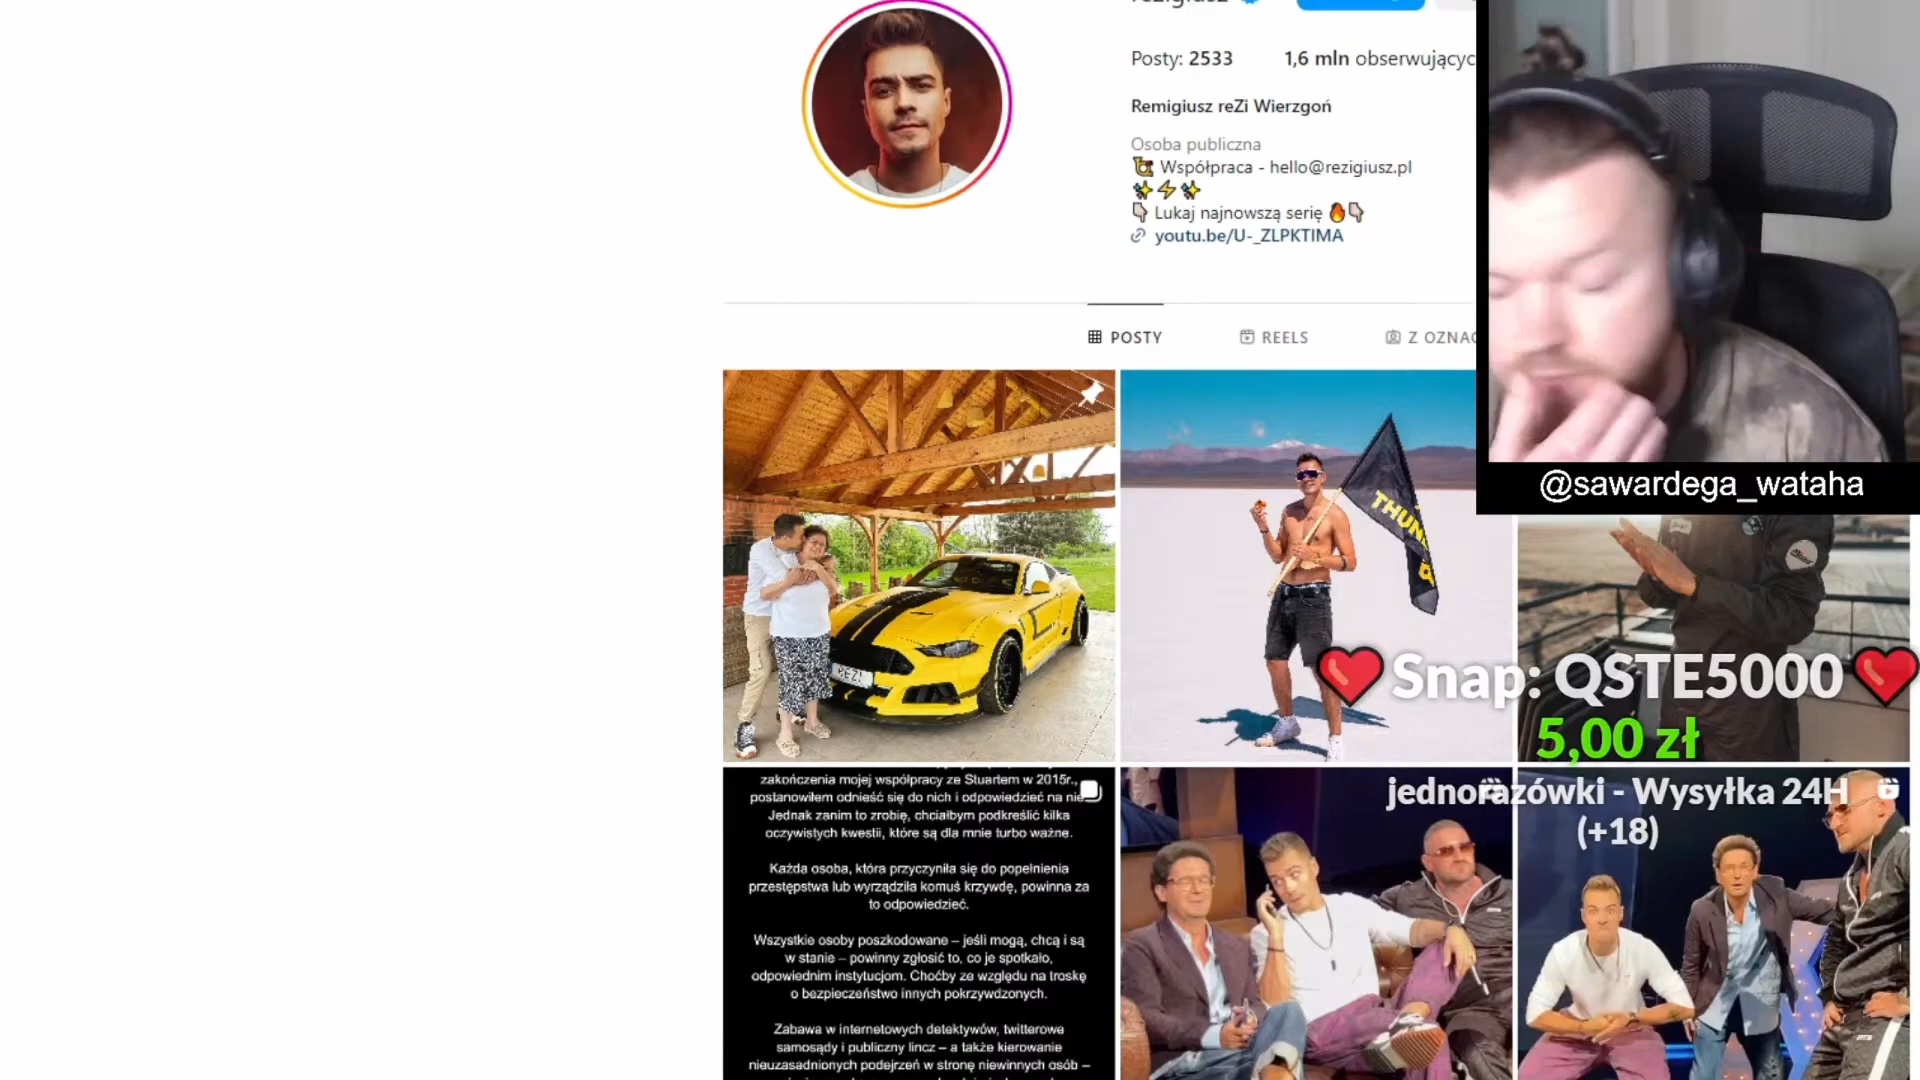 Posty: 2533
1,6 mln obserwujący
Remigiusz reZi Wierzgoń
Osoba publiczna
Współpraca - hello@rezigiusz.pl
Lukaj najnowszą serię
youtu.be/U-_ZLPKTIMA
POSTY
REELS
Z OZNAC
@sawardega_wataha
THUN
REZI
Snap: QSTE5000
5,00 zł
jednorazówki - Wysyłka 24H
(+18)
zakończenia mojej współpracy ze Stuartem w 2015r.,
postanowiłem odnieść się do nich i odpowiedzieć na nie.
Jednak zanim to zrobię, chciałbym podkreślić kilka
oczywistych kwestii, które są dla mnie turbo ważne.
Każda osoba, która przyczyniła się do popełnienia
przestępstwa lub wyrządziła komuś krzywdę, powinna za
to odpowiedzieć.
Wszystkie osoby poszkodowane – jeśli mogą, chcą i są
w stanie – powinny zgłosić to, co je spotkało,
odpowiednim instytucjom. Choćby ze względu na troskę
o bezpieczeństwo innych pokrzywdzonych.
Zabawa w internetowych detektywów, twitterowe
samosądy i publiczny lincz – a także kierowanie
nieuzasadnionych podejrzeń w stronę niewinnych osób –